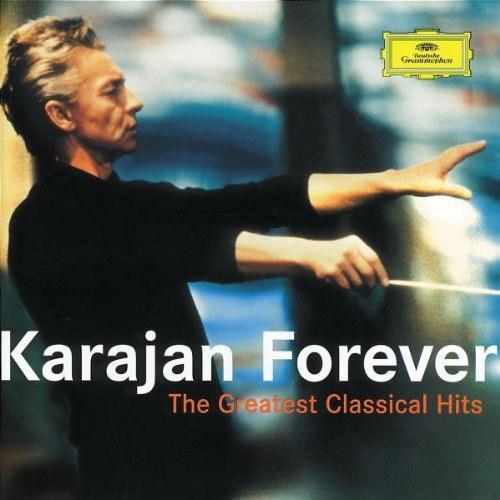 Deutsche
Grammophon
Karajan Forever
The Greatest Classical Hits